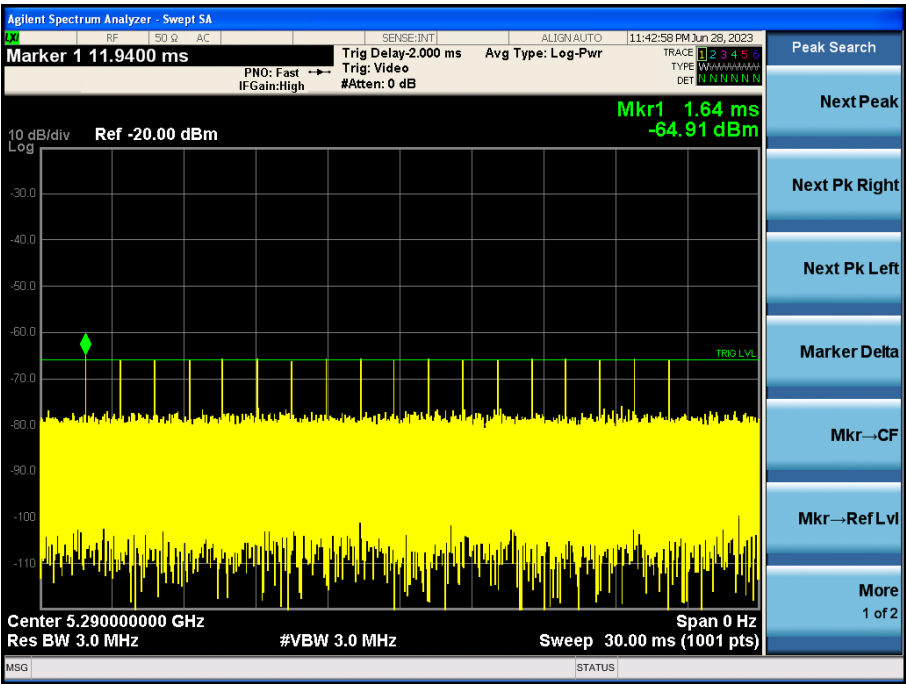 Agilent Spectrum Analyzer - Swept SA
LXI RF 50 Ω AC SENSE:INT ALIGN AUTO 11:42:58 PM Jun 28, 2023
Marker 1 11.9400 ms
PNO: Fast
IFGain:High
Trig Delay-2.000 ms
Trig: Video
#Atten: 0 dB
Avg Type: Log-Pwr
TRACE 1 2 3 4 5 6
TYPE WWWWWW
DET N N N N N N
Mkr1 1.64 ms
-64.91 dBm
10 dB/div Ref -20.00 dBm
Log
-30.0
-40.0
-50.0
-60.0
TRIG LVL
-70.0
-80.0
-90.0
-100
-110
Center 5.290000000 GHz Span 0 Hz
Res BW 3.0 MHz #VBW 3.0 MHz Sweep 30.00 ms (1001 pts)
MSG STATUS
Peak Search
Next Peak
Next Pk Right
Next Pk Left
Marker Delta
Mkr→CF
Mkr→Ref Lvl
More
1 of 2